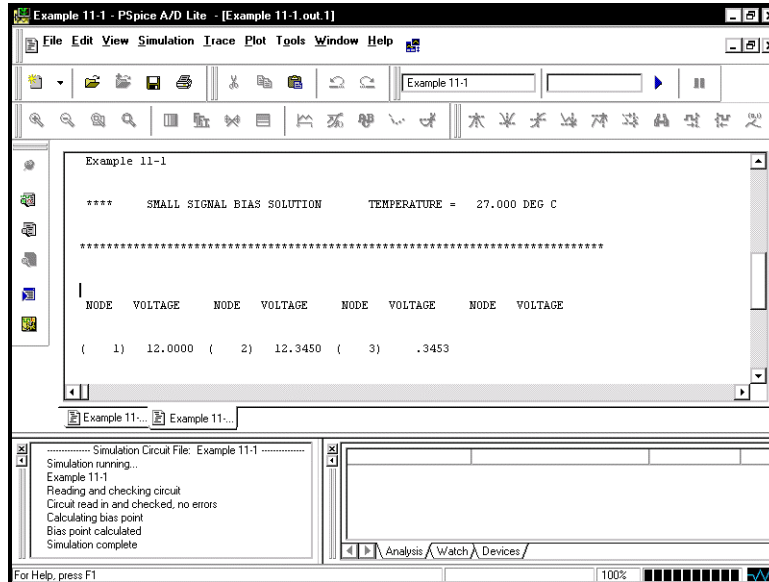 Example 11-1 - PSpice A/D Lite - [Example 11-1.out.1]
File Edit View Simulation Trace Plot Tools Window Help
Example 11-1
Example 11-1
**** SMALL SIGNAL BIAS SOLUTION TEMPERATURE = 27.000 DEG C
******************************************************************************
NODE VOLTAGE NODE VOLTAGE NODE VOLTAGE NODE VOLTAGE
( 1) 12.0000 ( 2) 12.3450 ( 3) .3453
Example 11-... Example 11-...
-------------- Simulation Circuit File: Example 11-1 --------------
Simulation running...
Example 11-1
Reading and checking circuit
Circuit read in and checked, no errors
Calculating bias point
Bias point calculated
Simulation complete
Analysis Watch Devices
For Help, press F1 100%